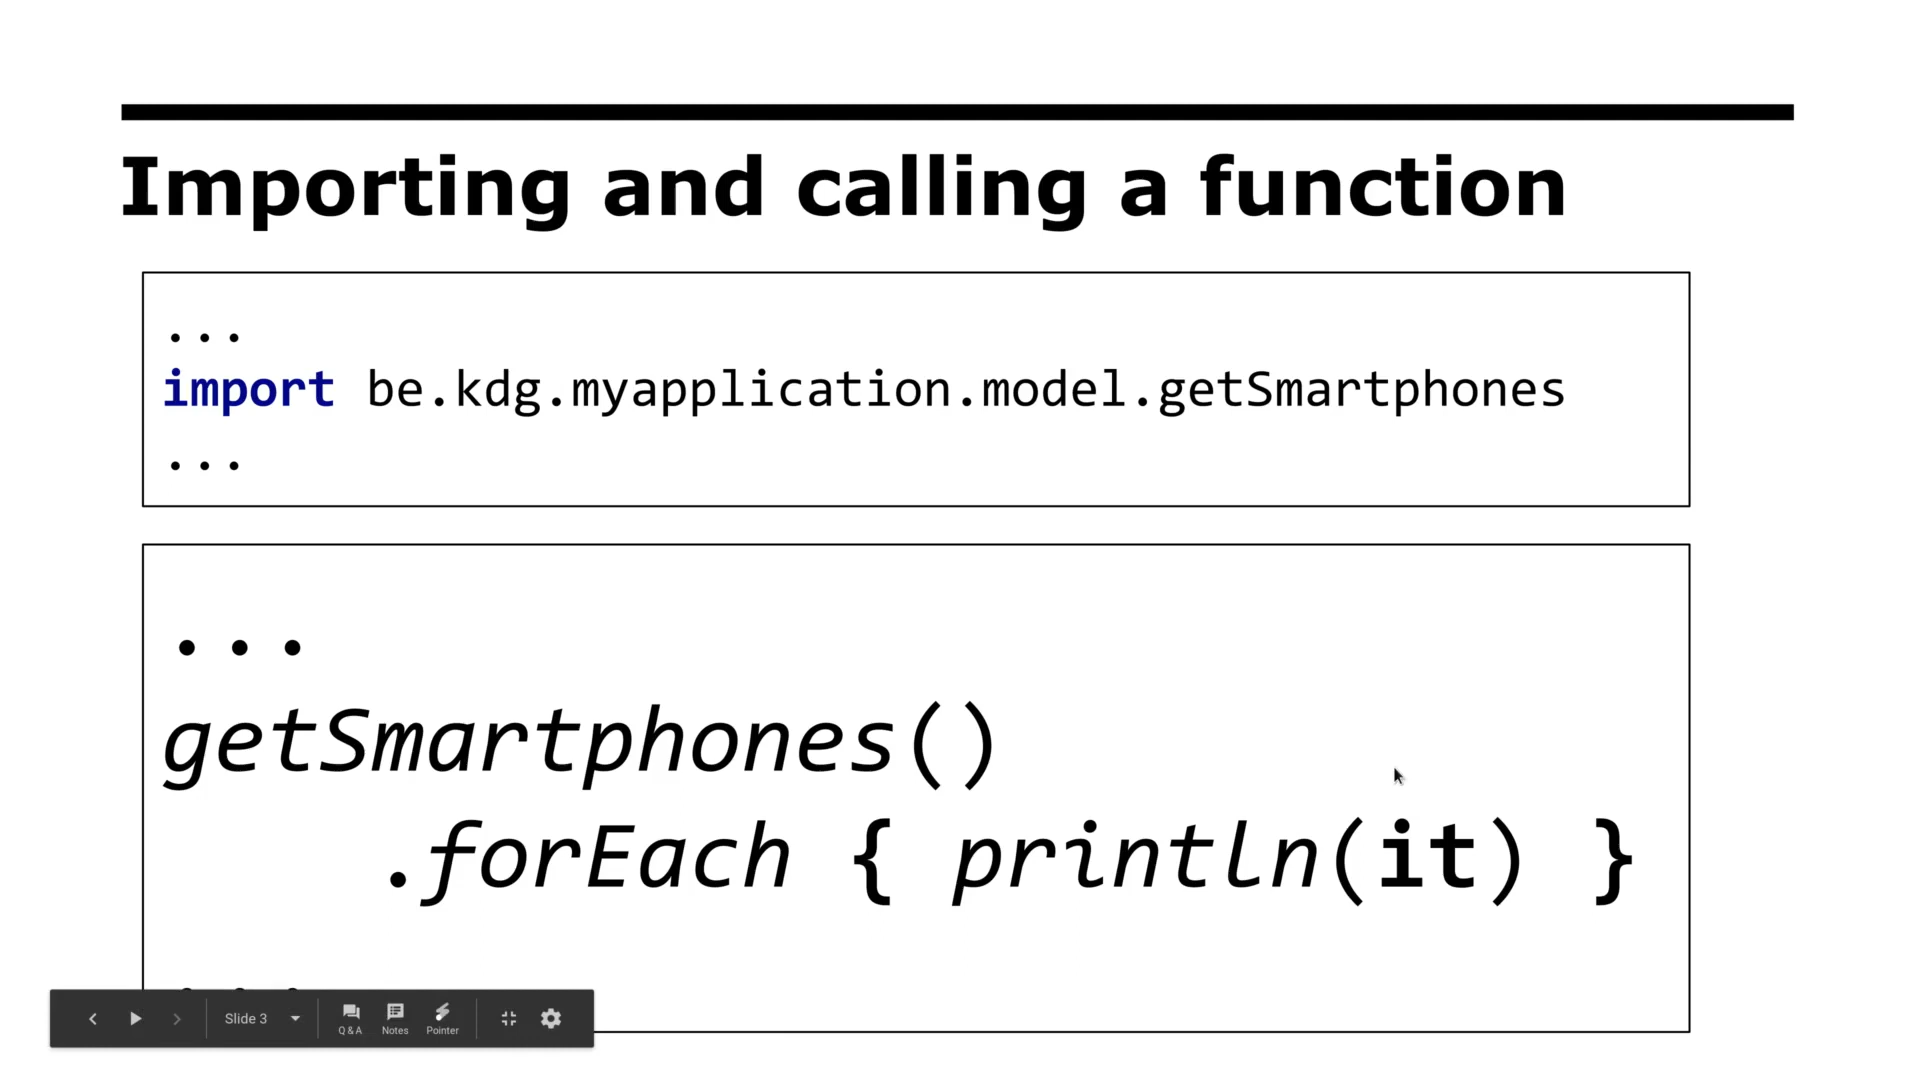 Importing and calling a function
...
import be.kdg.myapplication.model.getSmartphones
...
...
getSmartphones()
.forEach { println(it) }
...
Slide 3
Q & A
Notes
Pointer